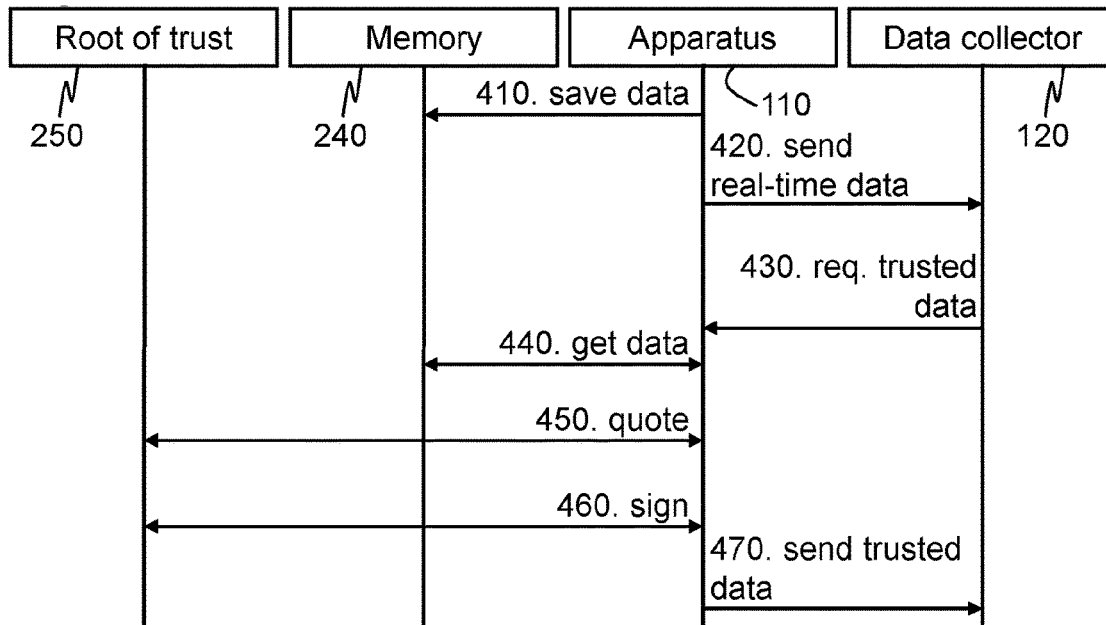 Root of trust
Memory
Apparatus
Data collector
250
240
410. save data
110
120
420. send
real-time data
430. req. trusted
data
440. get data
450. quote
460. sign
470. send trusted
data